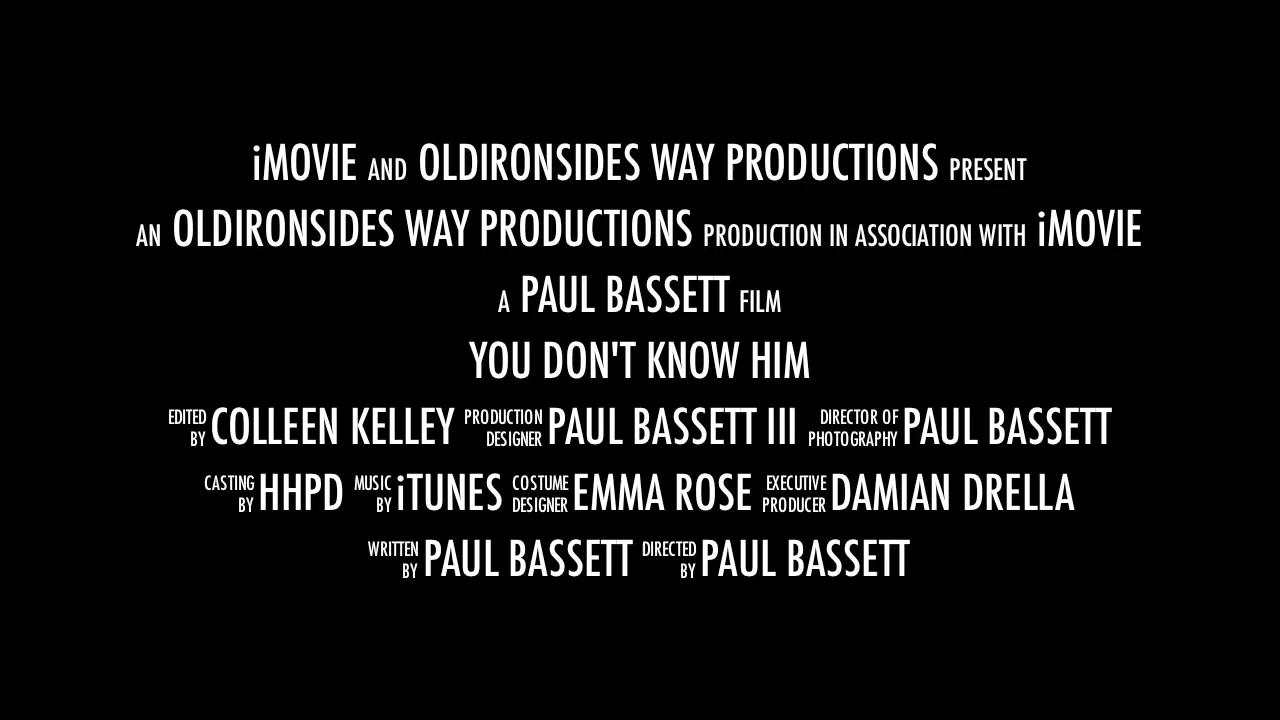 iMOVIE AND OLDIRONSIDES WAY PRODUCTIONS PRESENT
AN OLDIRONSIDES WAY PRODUCTIONS PRODUCTION IN ASSOCIATION WITH iMOVIE
A PAUL BASSETT FILM
YOU DON'T KNOW HIM
EDITED BY COLLEEN KELLEY PRODUCTION DESIGNER PAUL BASSETT III DIRECTOR OF PHOTOGRAPHY PAUL BASSETT
CASTING BY HHPD MUSIC BY iTUNES COSTUME DESIGNER EMMA ROSE EXECUTIVE PRODUCER DAMIAN DRELLA
WRITTEN BY PAUL BASSETT DIRECTED BY PAUL BASSETT